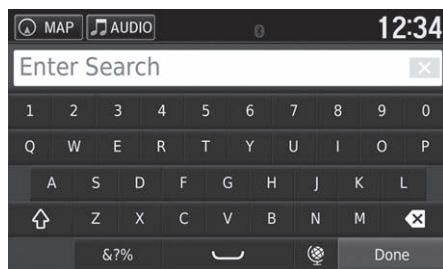 MAP AUDIO 12:34
Enter Search
1 2 3 4 5 6 7 8 9 0
Q W E R T Y U I O P
A S D F G H J K L
Z X C V B N M
&?% Done